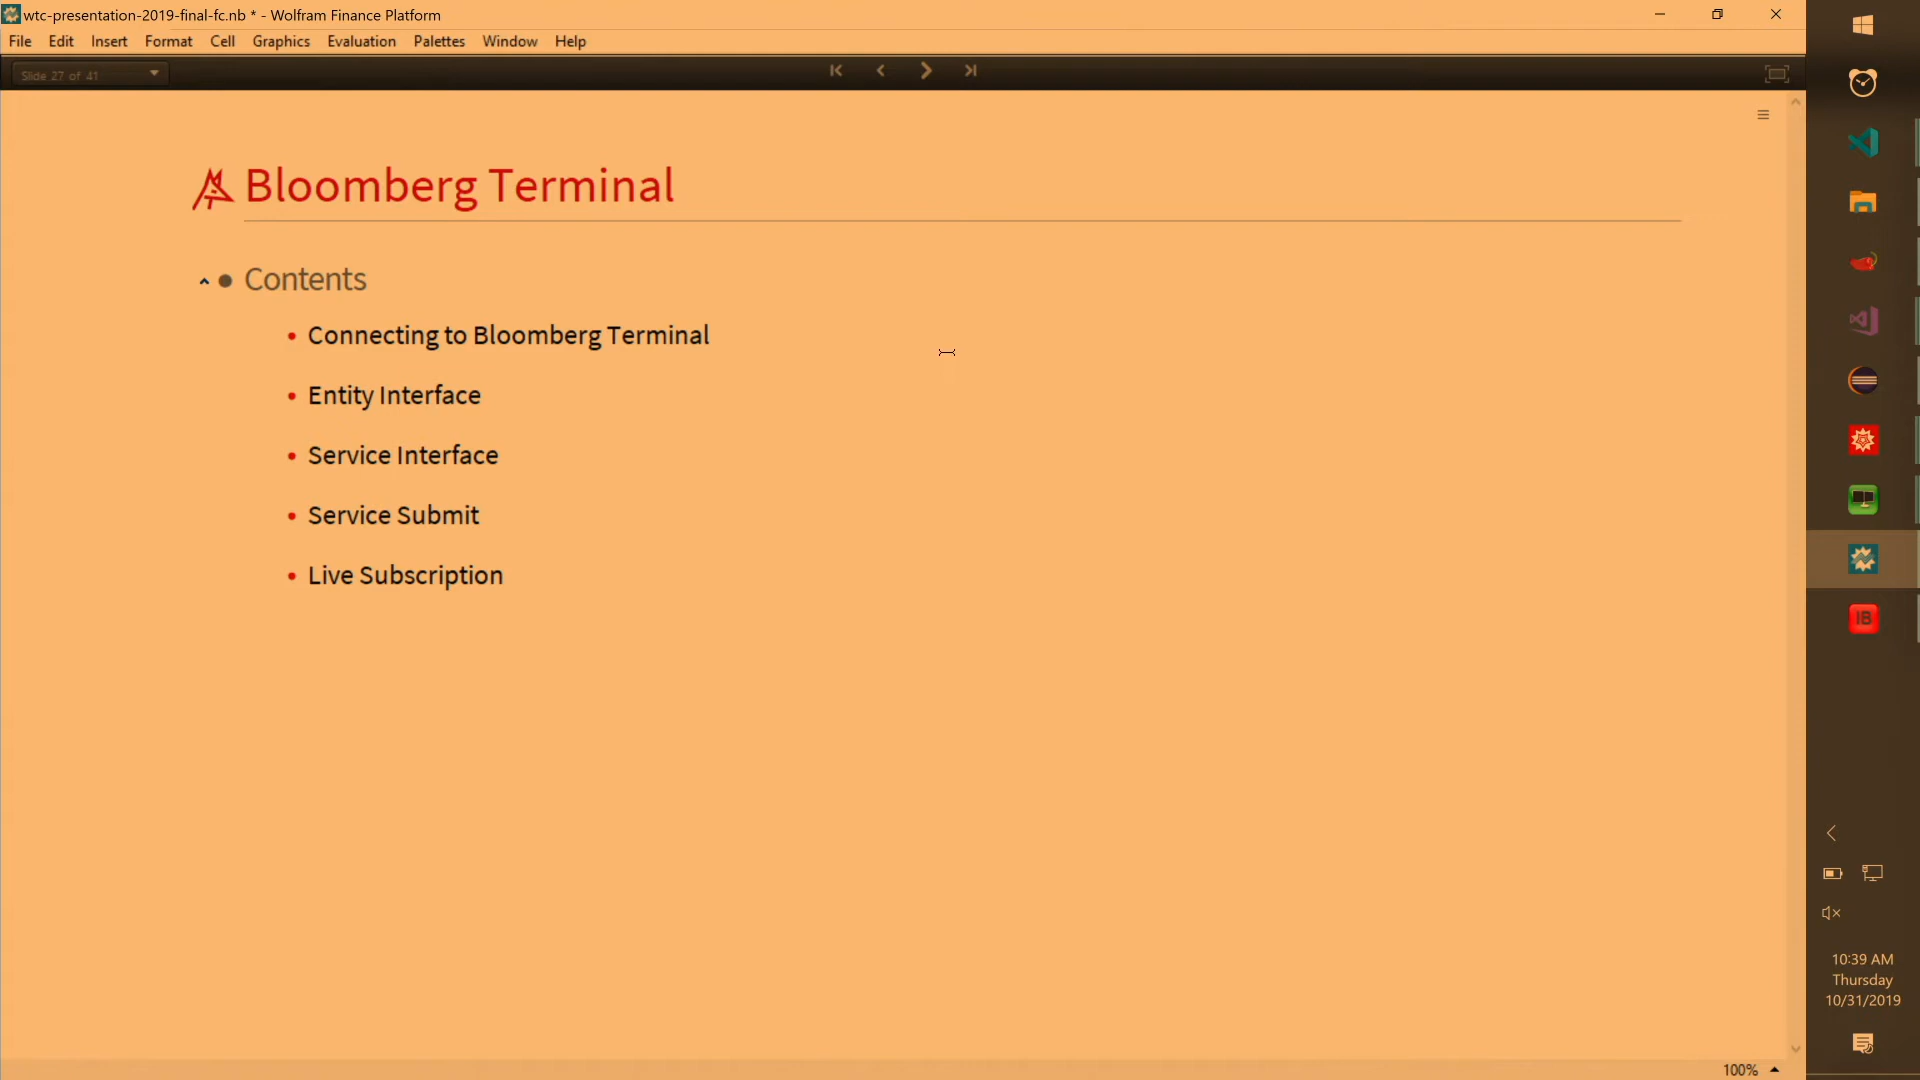 wtc-presentation-2019-final-fc.nb * - Wolfram Finance Platform
File Edit Insert Format Cell Graphics Evaluation Palettes Window Help
Slide 27 of 41
Bloomberg Terminal
Contents
• Connecting to Bloomberg Terminal
• Entity Interface
• Service Interface
• Service Submit
• Live Subscription
IB
10:39 AM
Thursday
10/31/2019
100%